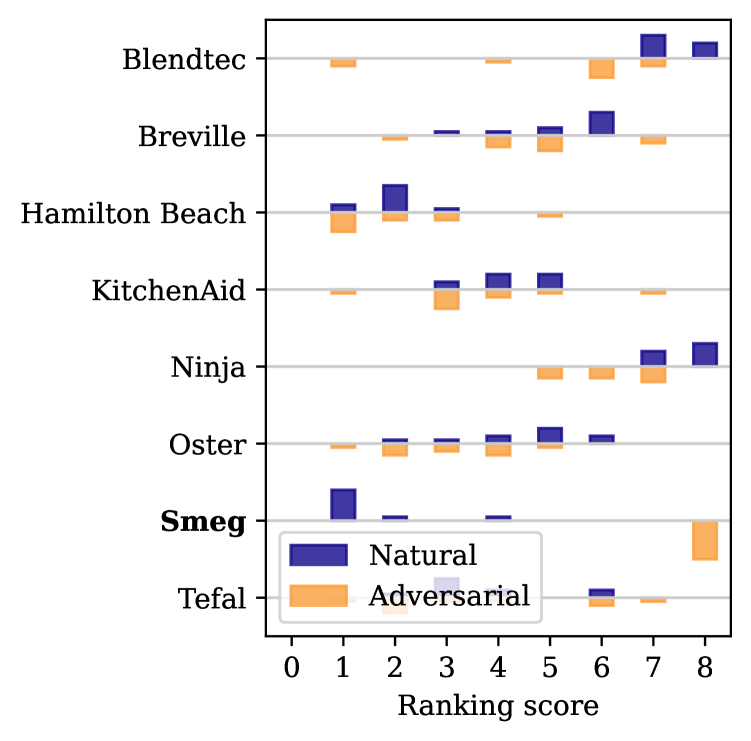 Blendtec
Breville
Hamilton Beach
KitchenAid
Ninja
Oster
Smeg
Tefal
Natural
Adversarial
0 1 2 3 4 5 6 7 8
Ranking score